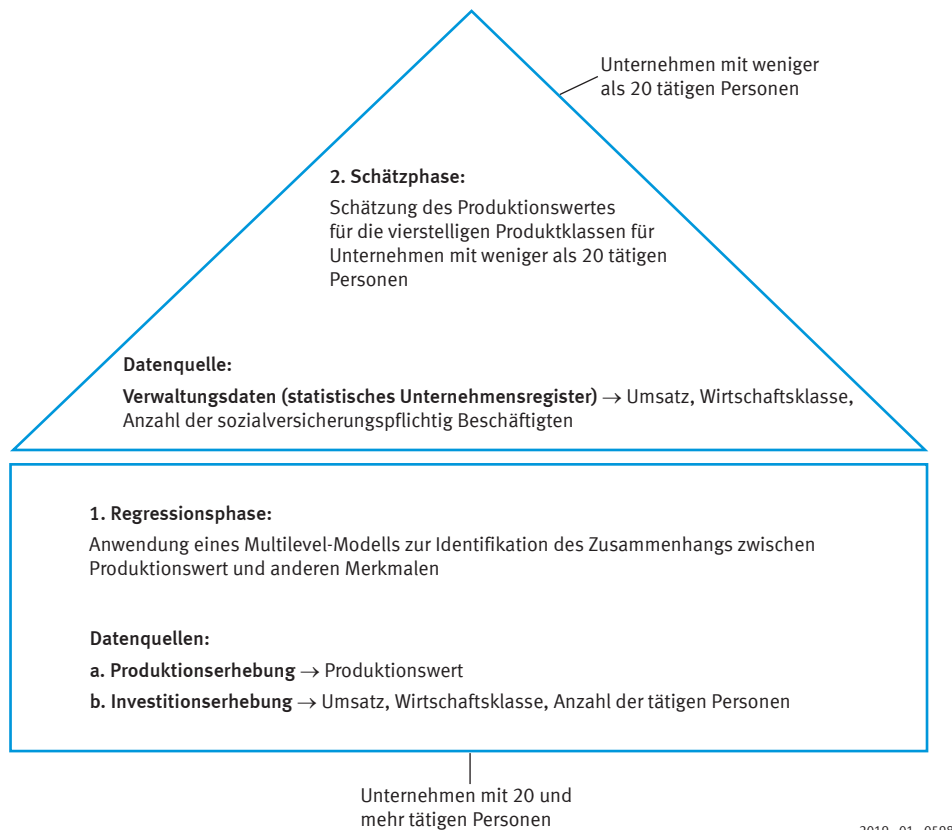 Unternehmen mit weniger
als 20 tätigen Personen
2. Schätzphase:
Schätzung des Produktionswertes
für die vierstelligen Produktklassen für
Unternehmen mit weniger als 20 tätigen
Personen
Datenquelle:
Verwaltungsdaten (statistisches Unternehmensregister) → Umsatz, Wirtschaftsklasse,
Anzahl der sozialversicherungspflichtig Beschäftigten
1. Regressionsphase:
Anwendung eines Multilevel-Modells zur Identifikation des Zusammenhangs zwischen
Produktionswert und anderen Merkmalen
Datenquellen:
a. Produktionserhebung → Produktionswert
b. Investitionserhebung → Umsatz, Wirtschaftsklasse, Anzahl der tätigen Personen
Unternehmen mit 20 und
mehr tätigen Personen